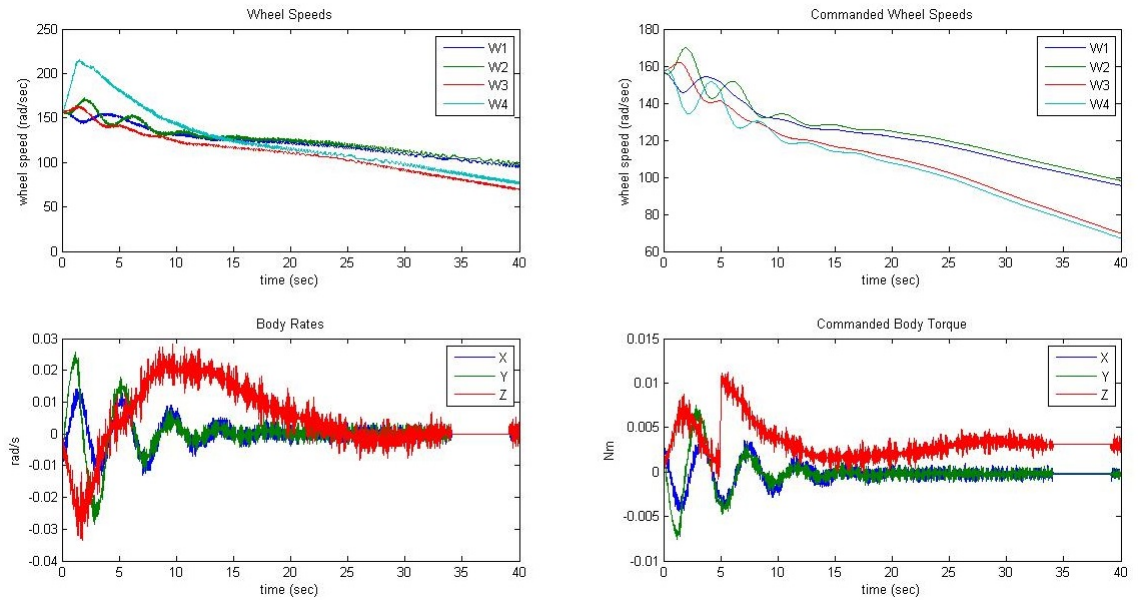 Wheel Speeds
wheel speed (rad/sec)
250
200
150
100
50
0
0 5 10 15 20 25 30 35 40
time (sec)
W1
W2
W3
W4
Commanded Wheel Speeds
wheel speed (rad/sec)
180
160
140
120
100
80
60
0 5 10 15 20 25 30 35 40
time (sec)
W1
W2
W3
W4
Body Rates
rad/s
0.03
0.02
0.01
0
-0.01
-0.02
-0.03
-0.04
0 5 10 15 20 25 30 35 40
time (sec)
X
Y
Z
Commanded Body Torque
Nm
0.015
0.01
0.005
0
-0.005
-0.01
0 5 10 15 20 25 30 35 40
time (sec)
X
Y
Z